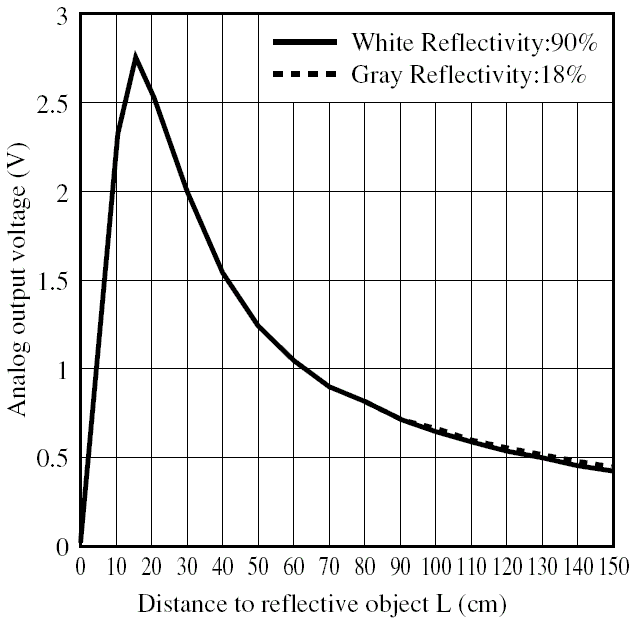 White Reflectivity:90%
Gray Reflectivity:18%
Analog output voltage (V)
3
2.5
2
1.5
1
0.5
0
0 10 20 30 40 50 60 70 80 90 100 110 120 130 140 150
Distance to reflective object L (cm)